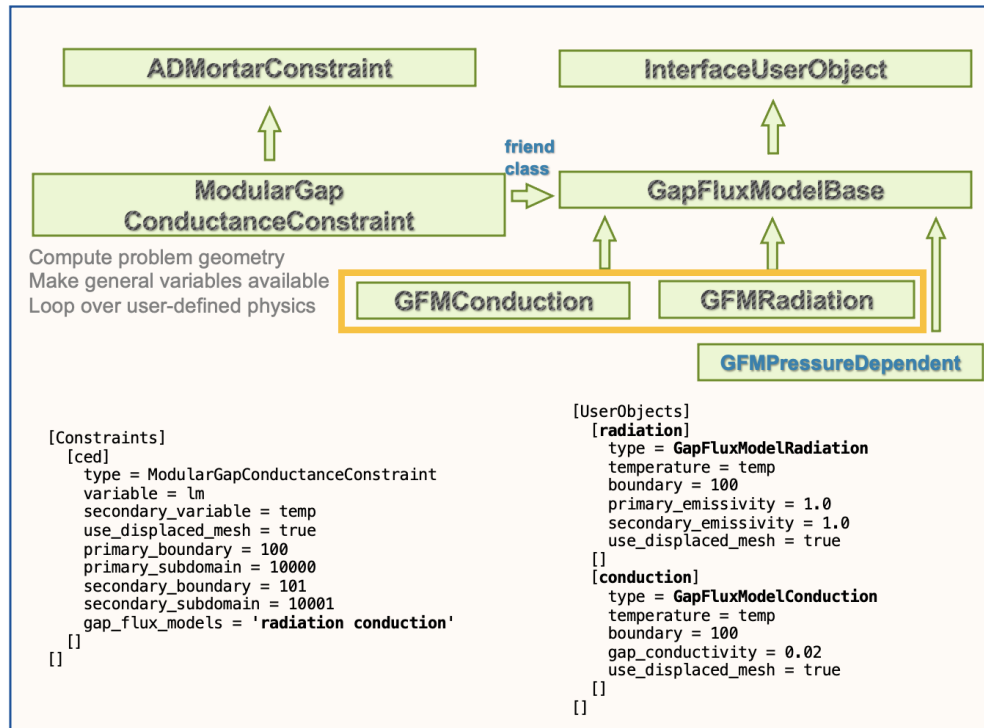 ADMortarConstraint
InterfaceUserObject
friend
class
ModularGap
ConductanceConstraint
GapFluxModelBase
Compute problem geometry
Make general variables available
Loop over user-defined physics
GFMConduction
GFMRadiation
GFMPressureDependent
[Constraints]
  [ced]
    type = ModularGapConductanceConstraint
    variable = lm
    secondary_variable = temp
    use_displaced_mesh = true
    primary_boundary = 100
    primary_subdomain = 10000
    secondary_boundary = 101
    secondary_subdomain = 10001
    gap_flux_models = 'radiation conduction'
  []
[]
[UserObjects]
  [radiation]
    type = GapFluxModelRadiation
    temperature = temp
    boundary = 100
    primary_emissivity = 1.0
    secondary_emissivity = 1.0
    use_displaced_mesh = true
  []
  [conduction]
    type = GapFluxModelConduction
    temperature = temp
    boundary = 100
    gap_conductivity = 0.02
    use_displaced_mesh = true
  []
[]